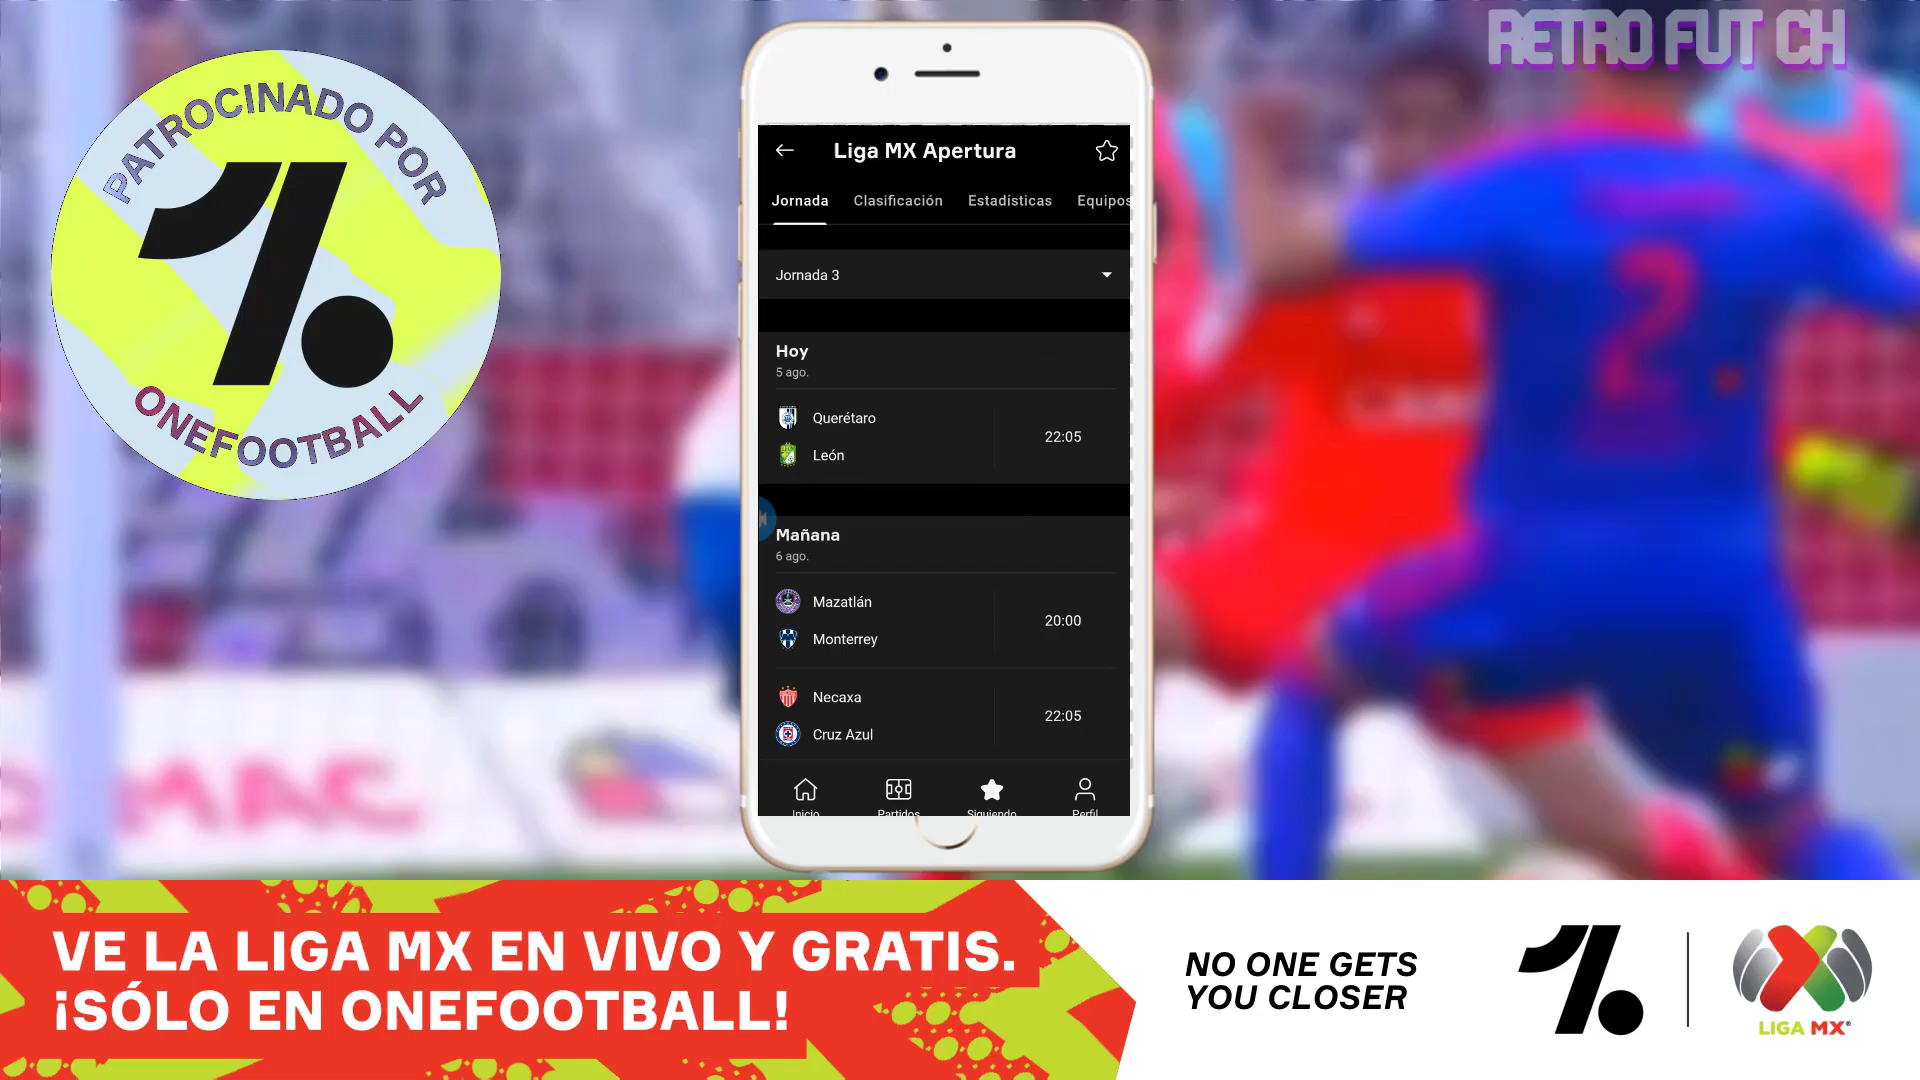 RETRO FUT CH
PATROCINADO POR
ONEFOOTBALL
Liga MX Apertura
Jornada
Clasificación
Estadísticas
Equipos
Jornada 3
Hoy
5 ago.
Querétaro
22:05
León
Mañana
6 ago.
Mazatlán
20:00
Monterrey
Necaxa
22:05
Cruz Azul
Inicio
Partidos
Siguiendo
Perfil
VE LA LIGA MX EN VIVO Y GRATIS.
¡SÓLO EN ONEFOOTBALL!
NO ONE GETS
YOU CLOSER
LIGA MX®